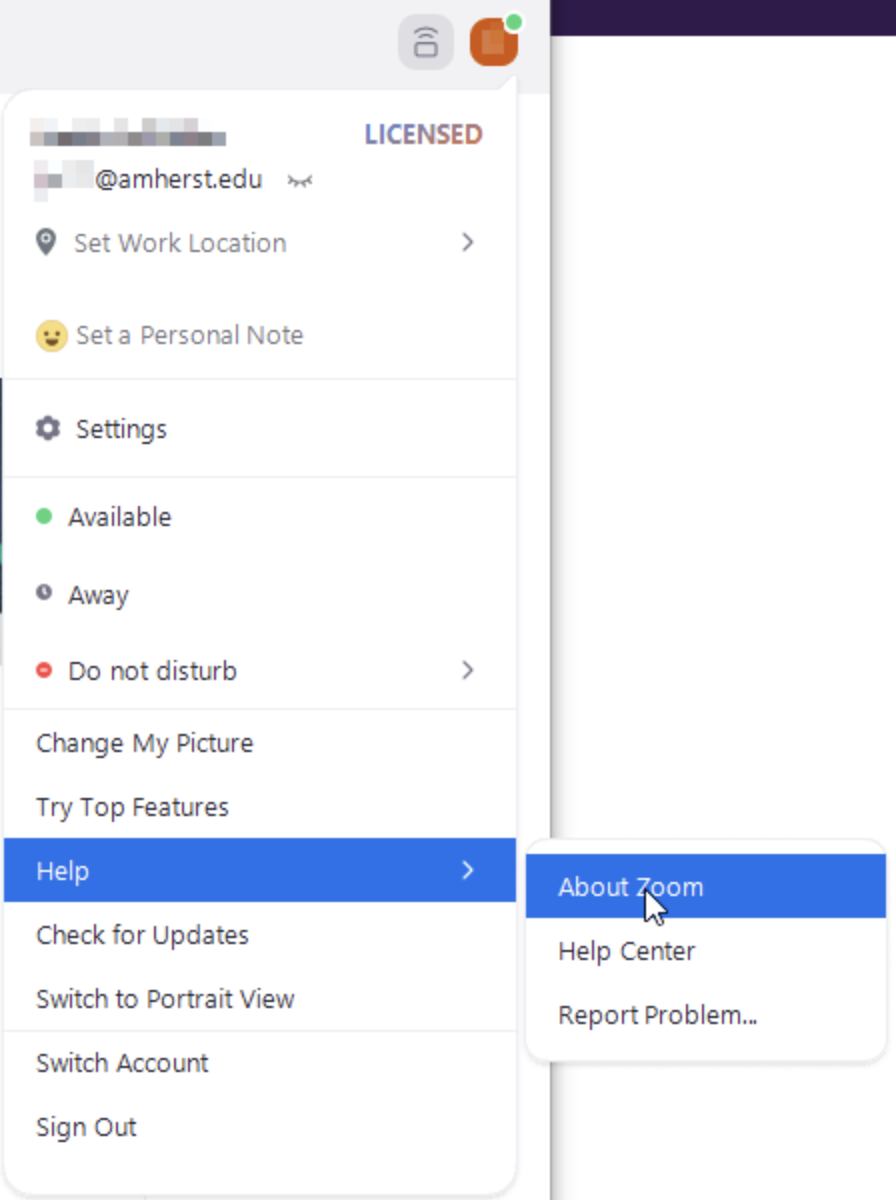 LICENSED
@amherst.edu
Set Work Location
Set a Personal Note
Settings
Available
Away
Do not disturb
Change My Picture
Try Top Features
Help
About Zoom
Help Center
Report Problem...
Check for Updates
Switch to Portrait View
Switch Account
Sign Out